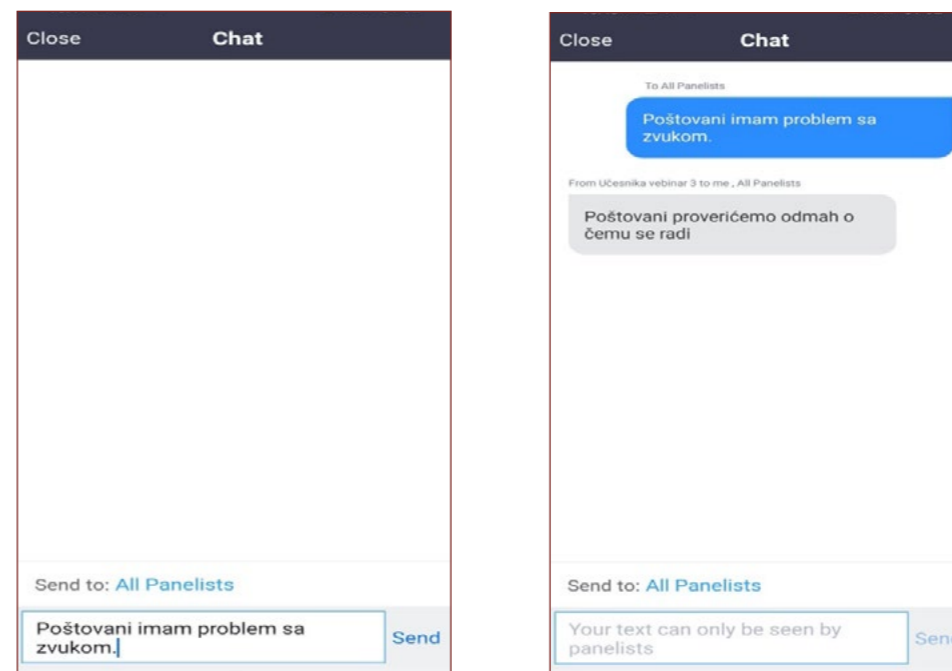 Close Chat
Send to: All Panelists
Poštovani imam problem sa
zvukom.
Send
Close Chat
To All Panelists
Poštovani imam problem sa
zvukom.
From Učesnika vebinar 3 to me , All Panelists
Poštovani proverićemo odmah o
čemu se radi
Send to: All Panelists
Your text can only be seen by
panelists
Send